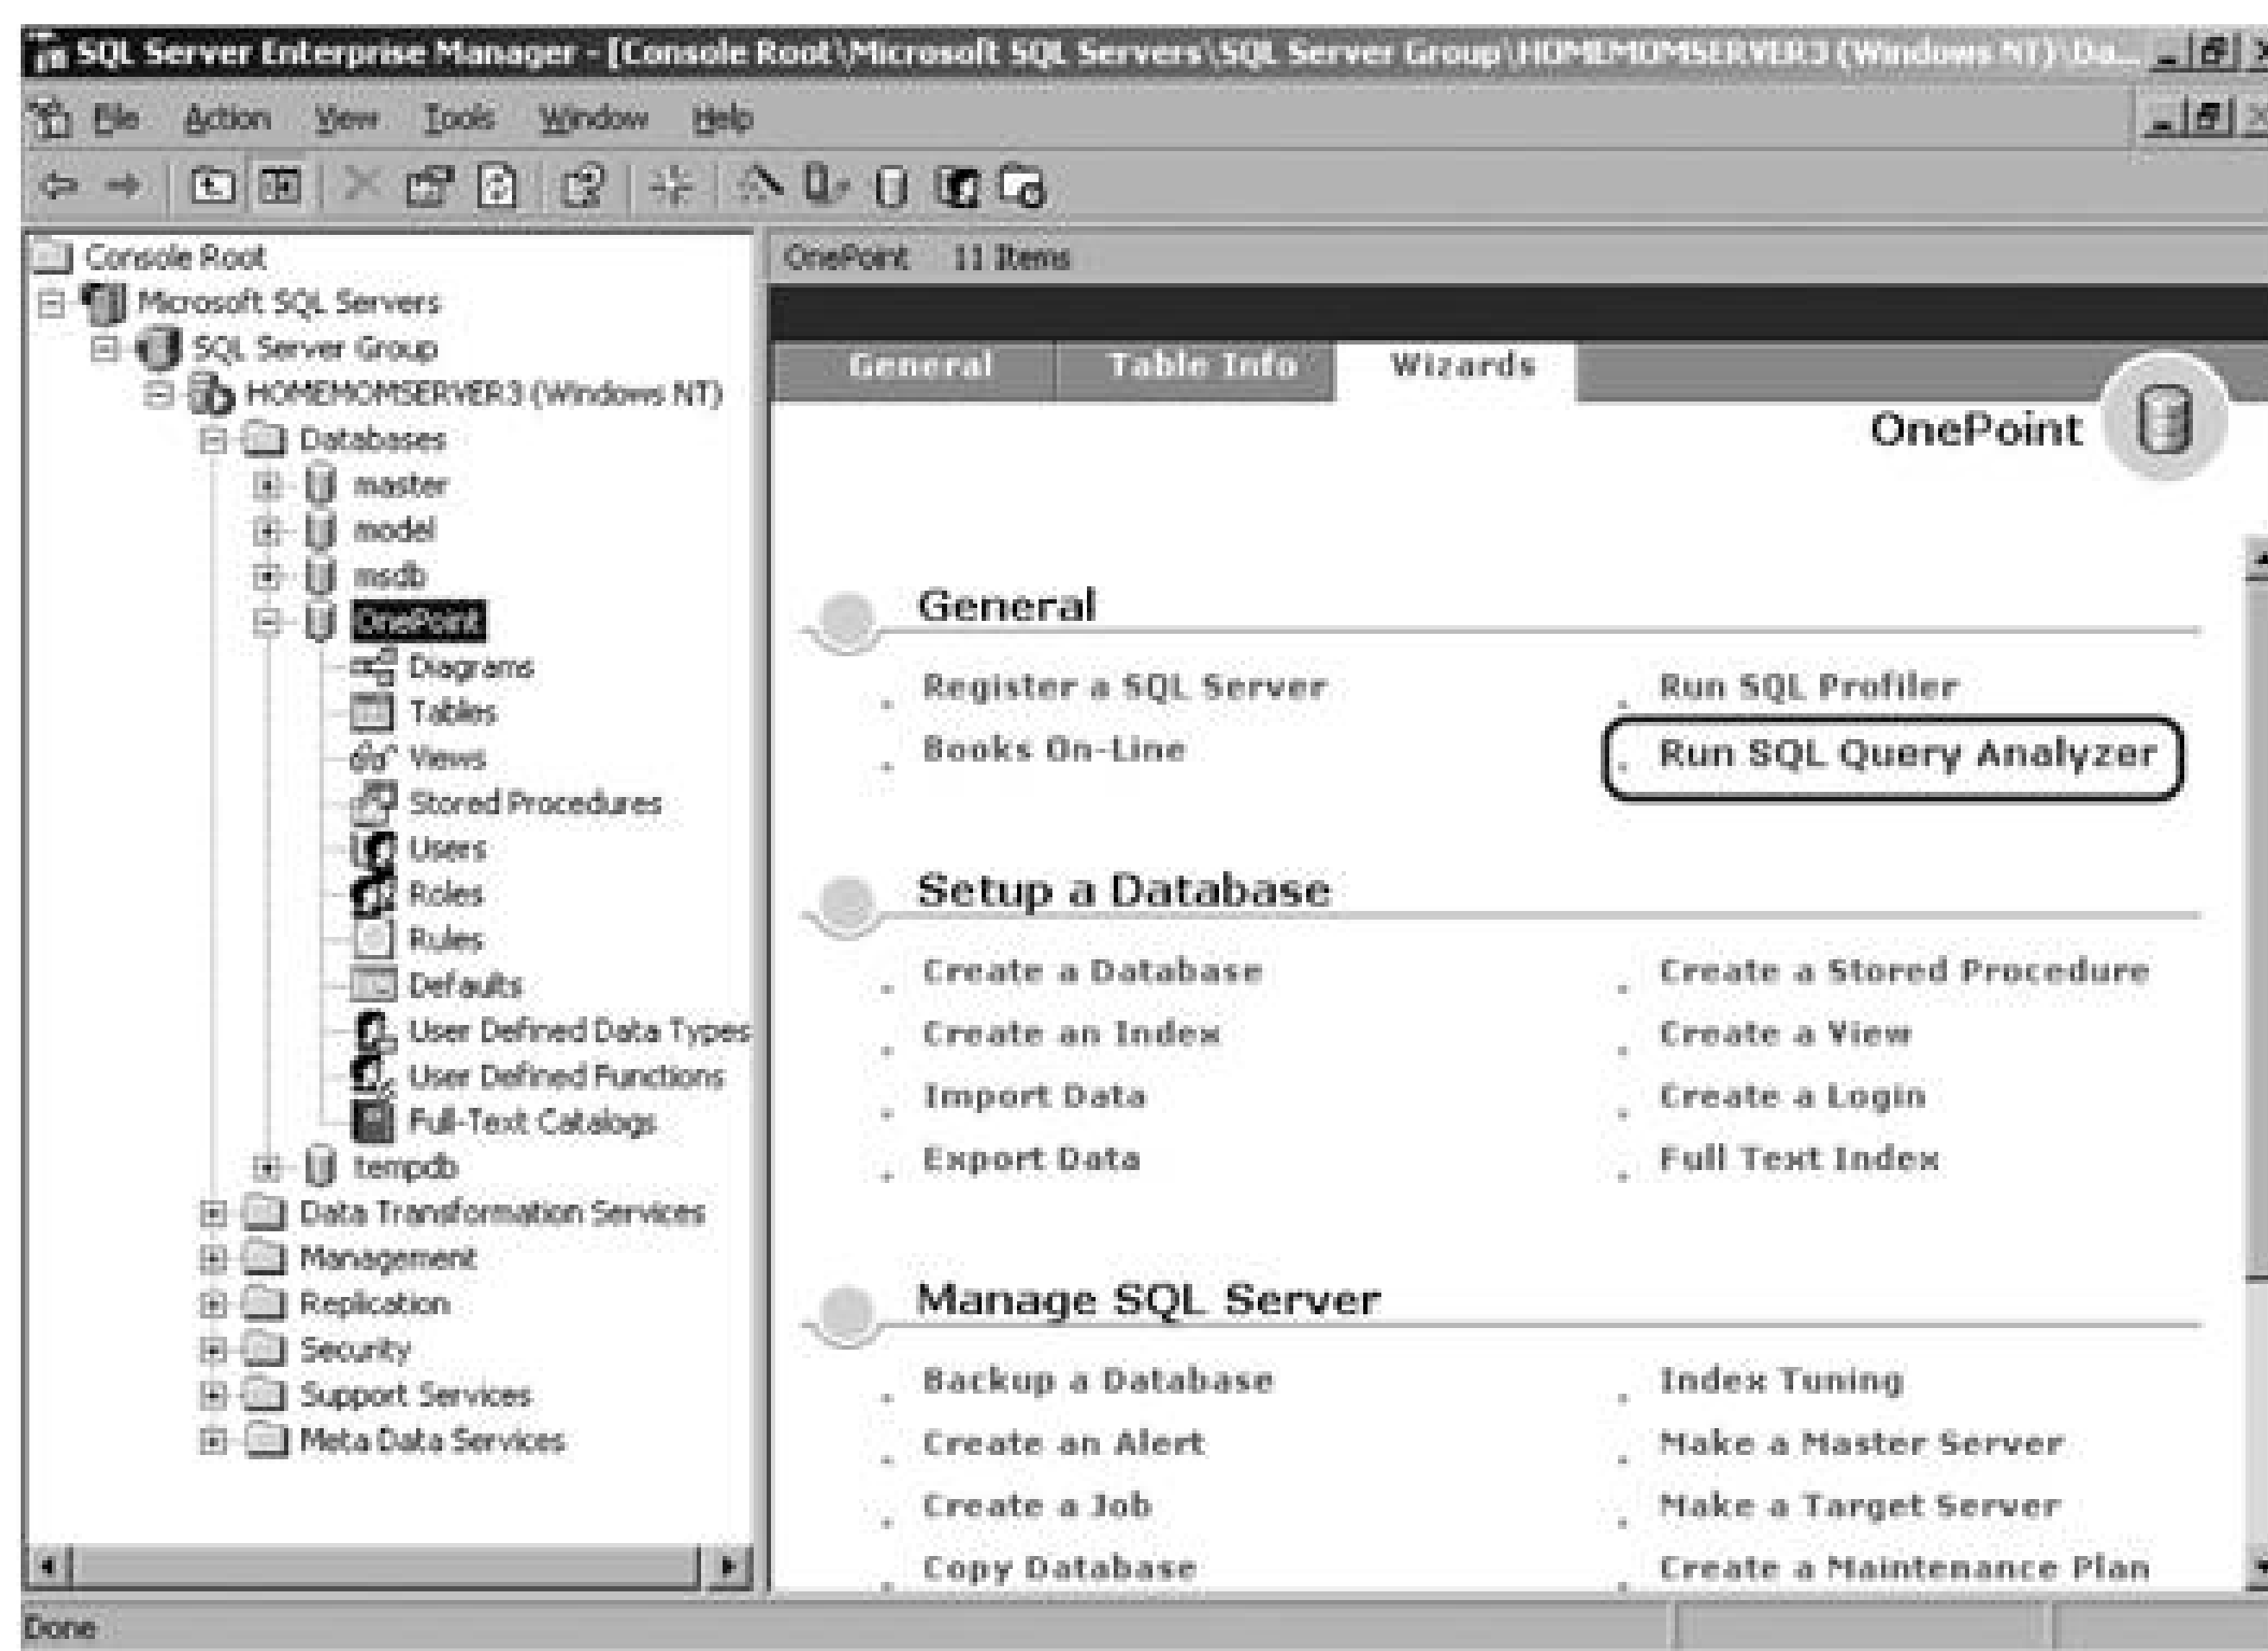 SQL Server Enterprise Manager - [Console Root\Microsoft SQL Servers\SQL Server Group\HOMEMOMSERVER3 (Windows NT)\Da...
File Action View Tools Window Help
Console Root
Microsoft SQL Servers
SQL Server Group
HOMEMOMSERVER3 (Windows NT)
Databases
master
model
msdb
OnePoint
Diagrams
Tables
Views
Stored Procedures
Users
Roles
Rules
Defaults
User Defined Data Types
User Defined Functions
Full-Text Catalogs
tempdb
Data Transformation Services
Management
Replication
Security
Support Services
Meta Data Services
OnePoint 11 Items
General Table Info Wizards
OnePoint
General
Register a SQL Server Run SQL Profiler
Books On-Line Run SQL Query Analyzer
Setup a Database
Create a Database Create a Stored Procedure
Create an Index Create a View
Import Data Create a Login
Export Data Full Text Index
Manage SQL Server
Backup a Database Index Tuning
Create an Alert Make a Master Server
Create a Job Make a Target Server
Copy Database Create a Maintenance Plan
Done